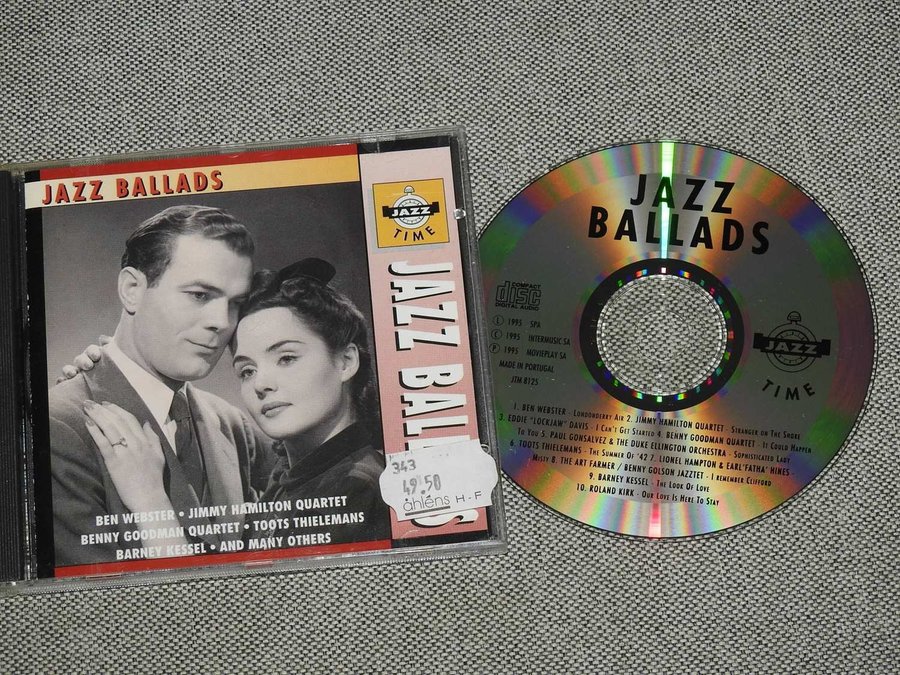 JAZZ BALLADS
JAZZ
TIME
JAZZ BALLADS
343
49.50
åhléns H-F
BEN WEBSTER • JIMMY HAMILTON QUARTET
BENNY GOODMAN QUARTET • TOOTS THIELEMANS
BARNEY KESSEL • AND MANY OTHERS
JAZZ
BALLADS
COMPACT
disc
DIGITAL AUDIO
Ⓛ 1995 SPA
Ⓒ 1995 INTERMUSIC SA
Ⓟ 1995 MOVIEPLAY SA
MADE IN PORTUGAL
JTM 8125
JAZZ
TIME
1. BEN WEBSTER - LONDONDERRY AIR 2. JIMMY HAMILTON QUARTET - STRANGER ON THE SHORE
3. EDDIE "LOCKJAW" DAVIS - I CAN'T GET STARTED 4. BENNY GOODMAN QUARTET - IT COULD HAPPEN
TO YOU 5. PAUL GONSALVEZ & THE DUKE ELLINGTON ORCHESTRA - SOPHISTICATED LADY
6. TOOTS THIELEMANS - THE SUMMER OF '42 7. LIONEL HAMPTON & EARL "FATHA" HINES -
MISTY 8. THE ART FARMER / BENNY GOLSON JAZZTET - I REMEMBER CLIFFORD
9. BARNEY KESSEL - THE LOOK OF LOVE
10. ROLAND KIRK - OUR LOVE IS HERE TO STAY